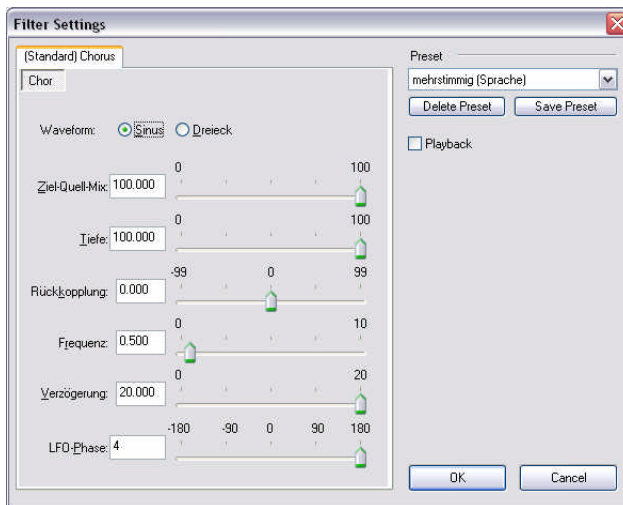 Filter Settings
(Standard) Chorus
Chor
Waveform: Sinus Dreieck
0 100
Ziel-Quell-Mix: 100.000
0 100
Tiefe: 100.000
-99 0 99
Rückkopplung: 0.000
0 10
Frequenz: 0.500
0 20
Verzögerung: 20.000
-180 -90 0 90 180
LFO-Phase: 4
Preset
mehrstimmig (Sprache)
Delete Preset Save Preset
Playback
OK Cancel